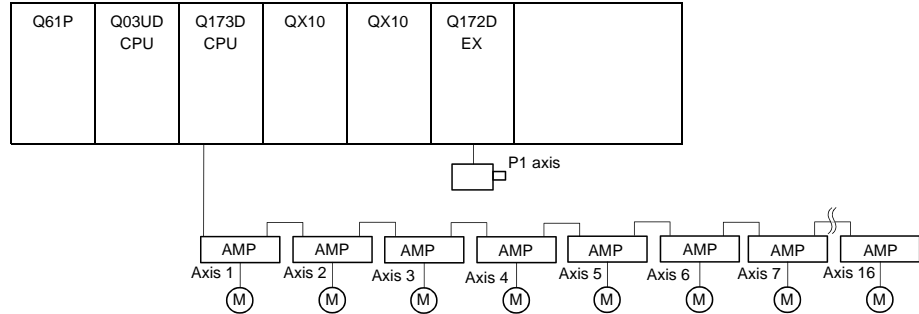 Q61P
Q03UD
CPU
Q173D
CPU
QX10
QX10
Q172D
EX
P1 axis
AMP
AMP
AMP
AMP
AMP
AMP
AMP
AMP
Axis 1
Axis 2
Axis 3
Axis 4
Axis 5
Axis 6
Axis 7
Axis 16
M
M
M
M
M
M
M
M